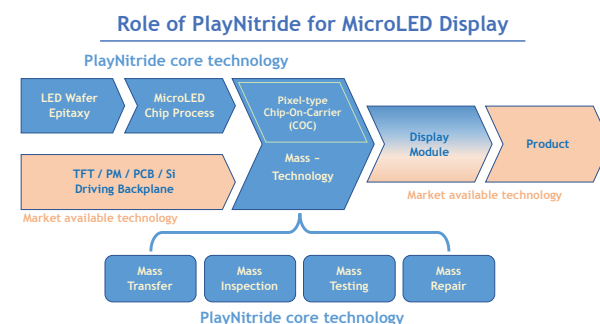 Role of PlayNitride for MicroLED Display
PlayNitride core technology
LED Wafer
Epitaxy
MicroLED
Chip Process
Pixel-type
Chip-On-Carrier
(COC)
Mass –
Technology
Display
Module
Product
TFT / PM / PCB / Si
Driving Backplane
Market available technology
Market available technology
Mass
Transfer
Mass
Inspection
Mass
Testing
Mass
Repair
PlayNitride core technology